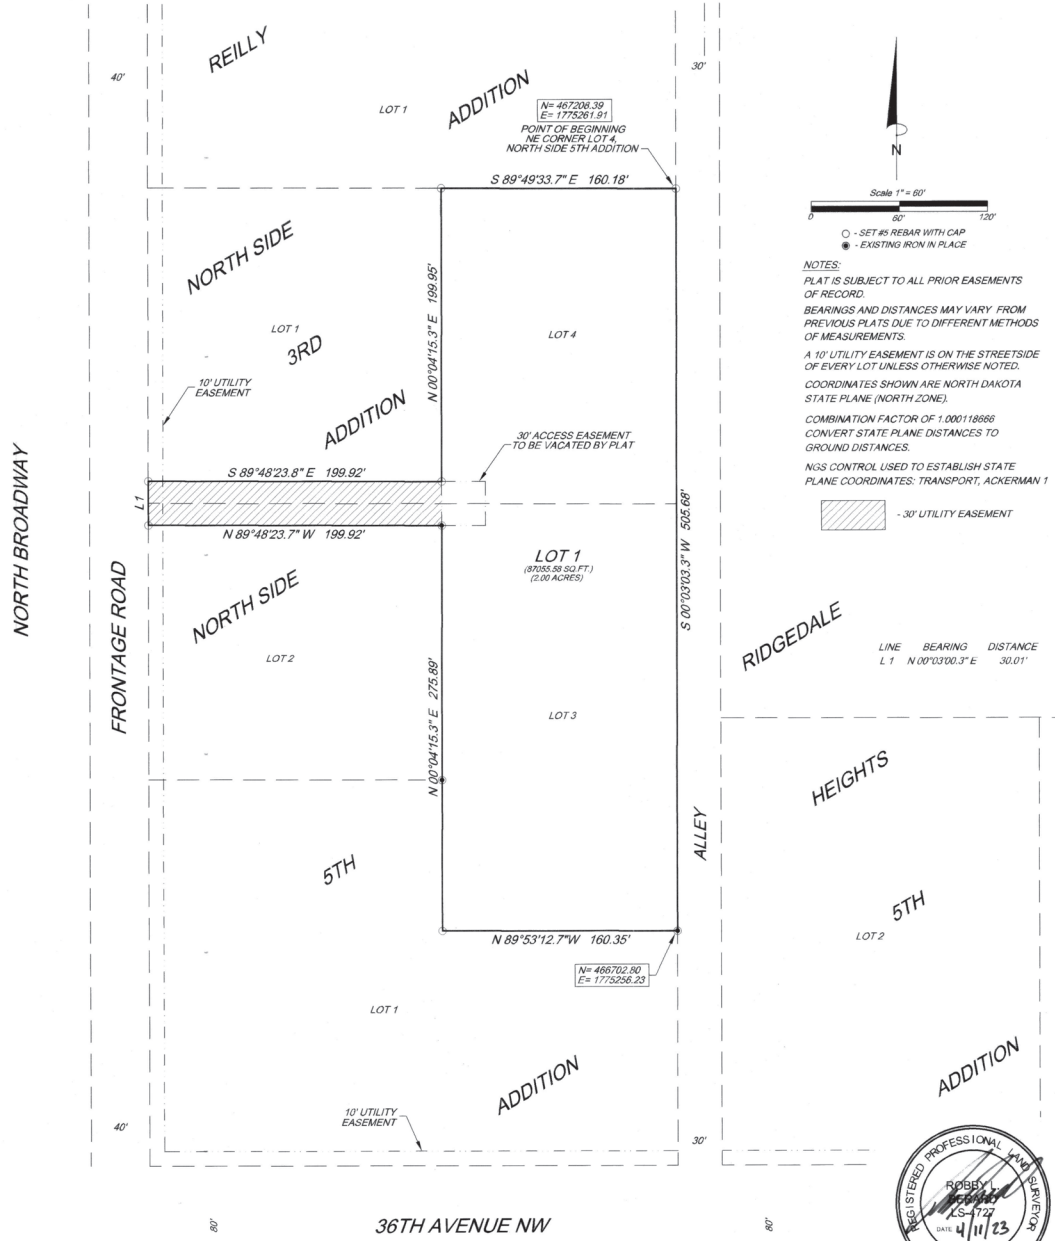 REILLY
40'
30'
LOT 1
ADDITION
N= 467208.39
E= 1775261.91
POINT OF BEGINNING
NE CORNER LOT 4,
NORTH SIDE 5TH ADDITION
N
S 89°49'33.7" E 160.18'
Scale 1" = 60'
0 60' 120'
- SET #5 REBAR WITH CAP
- EXISTING IRON IN PLACE
NOTES:
PLAT IS SUBJECT TO ALL PRIOR EASEMENTS
OF RECORD.
BEARINGS AND DISTANCES MAY VARY FROM
PREVIOUS PLATS DUE TO DIFFERENT METHODS
OF MEASUREMENTS.
A 10' UTILITY EASEMENT IS ON THE STREETSIDE
OF EVERY LOT UNLESS OTHERWISE NOTED.
COORDINATES SHOWN ARE NORTH DAKOTA
STATE PLANE (NORTH ZONE).
COMBINATION FACTOR OF 1.000118666
CONVERT STATE PLANE DISTANCES TO
GROUND DISTANCES.
NGS CONTROL USED TO ESTABLISH STATE
PLANE COORDINATES: TRANSPORT, ACKERMAN 1
- 30' UTILITY EASEMENT
NORTH SIDE
LOT 1
3RD
ADDITION
N 00°04'15.3" E 199.95'
LOT 4
10' UTILITY
EASEMENT
30' ACCESS EASEMENT
TO BE VACATED BY PLAT
S 89°48'23.8" E 199.92'
L 1
N 89°48'23.7" W 199.92'
NORTH BROADWAY
FRONTAGE ROAD
LOT 1
(87055.58 SQ.FT.)
(2.00 ACRES)
S 00°03'03.3" W 505.68'
NORTH SIDE
LOT 2
N 00°04'15.3" E 275.89'
LOT 3
RIDGEDALE
LINE BEARING DISTANCE
L 1 N 00°03'00.3" E 30.01'
HEIGHTS
ALLEY
5TH
5TH
LOT 2
N 89°53'12.7"W 160.35'
N= 466702.80
E= 1775256.23
LOT 1
ADDITION
ADDITION
10' UTILITY
EASEMENT
40'
30'
REGISTERED PROFESSIONAL LAND SURVEYOR
ROBBY L.
BERARD
LS-4727
DATE 4/11/23
80'
36TH AVENUE NW
80'